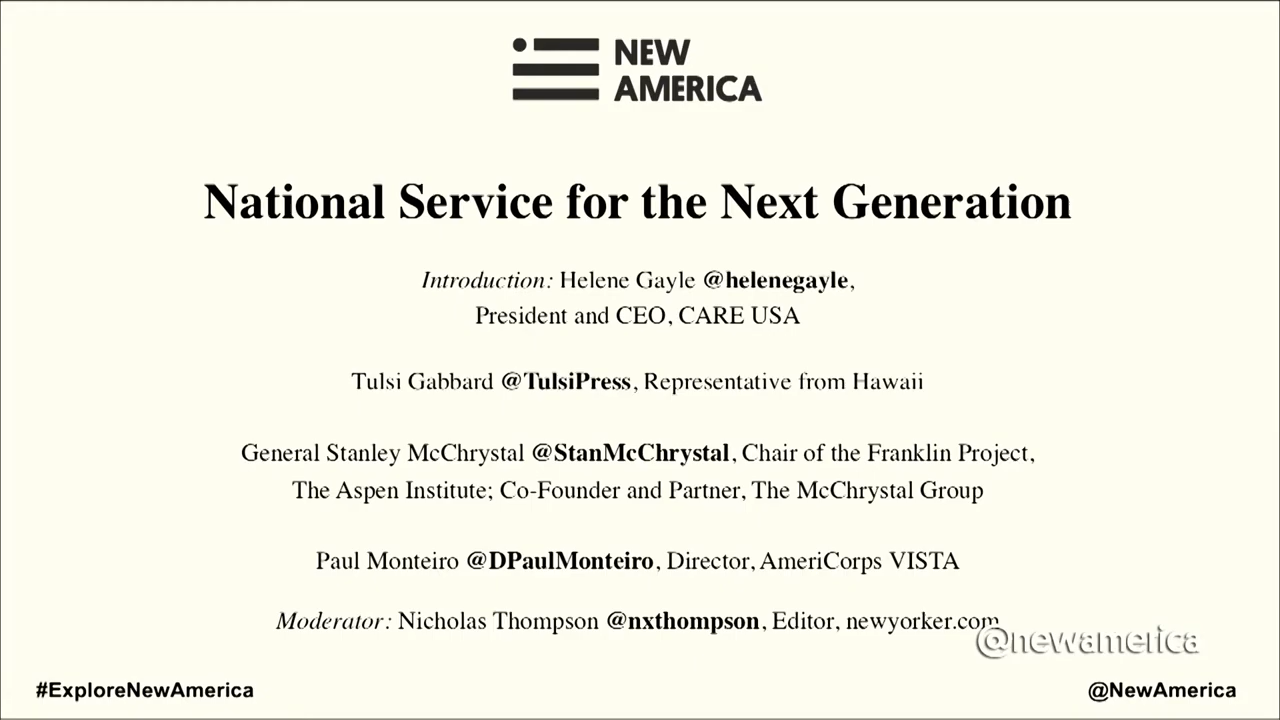 NEW
AMERICA
National Service for the Next Generation
Introduction: Helene Gayle @helenegayle,
President and CEO, CARE USA
Tulsi Gabbard @TulsiPress, Representative from Hawaii
General Stanley McChrystal @StanMcChrystal, Chair of the Franklin Project,
The Aspen Institute; Co-Founder and Partner, The McChrystal Group
Paul Monteiro @DPaulMonteiro, Director, AmeriCorps VISTA
Moderator: Nicholas Thompson @nxthompson, Editor, newyorker.com
@newamerica
#ExploreNewAmerica
@NewAmerica